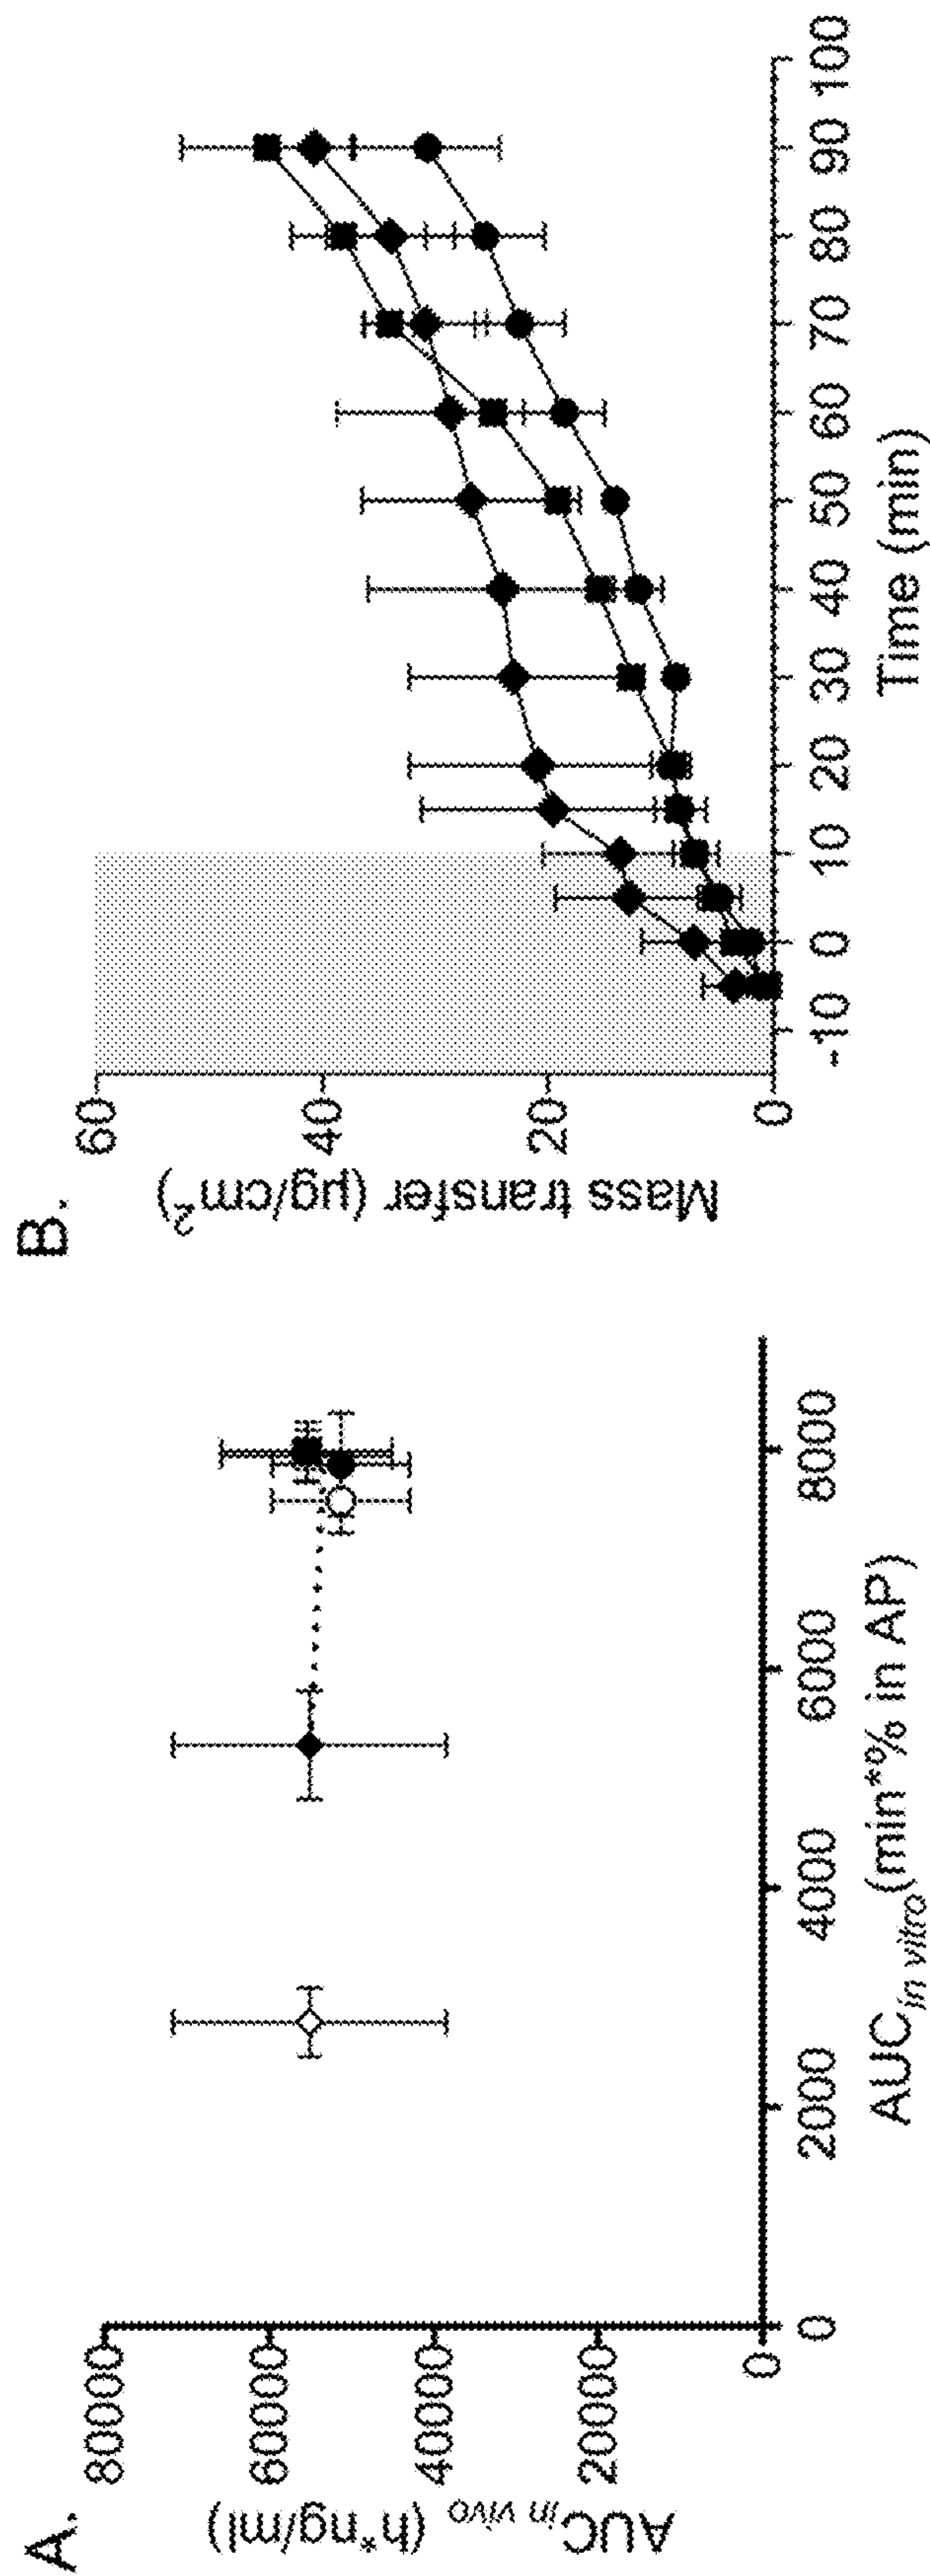 A.
80000
60000
40000
20000
0
AUCin vivo (h*ng/ml)
0 2000 4000 6000 8000
AUCin vitro (min*% in AP)
B.
60
40
20
0
Mass transfer (µg/cm2)
-10 0 10 20 30 40 50 60 70 80 90 100
Time (min)